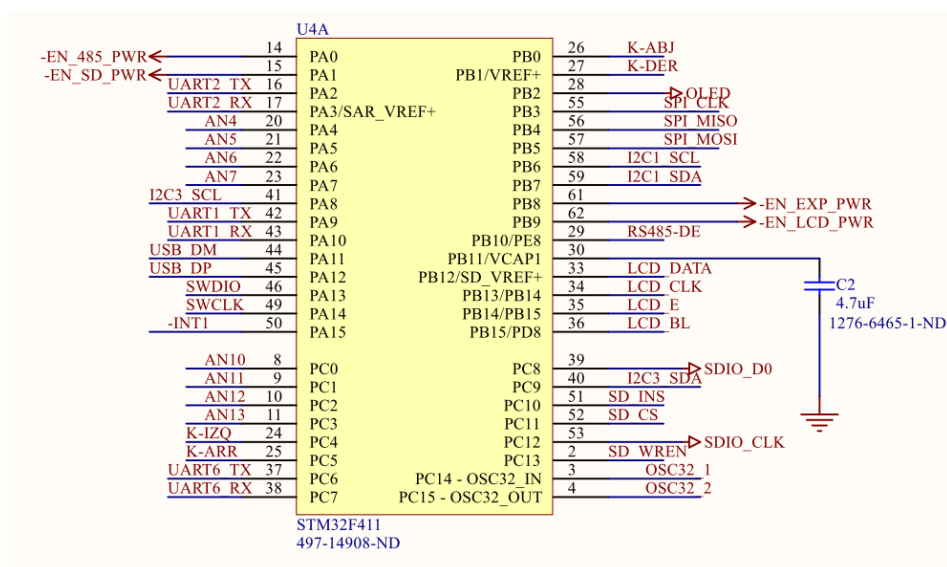 U4A
-EN_485_PWR 14 PA0 PB0 26 K-ABJ
-EN_SD_PWR 15 PA1 PB1/VREF+ 27 K-DER
UART2_TX 16 PA2 PB2 28 OLED
UART2_RX 17 PA3/SAR_VREF+ PB3 55 SPI_CLK
AN4 20 PA4 PB4 56 SPI_MISO
AN5 21 PA5 PB5 57 SPI_MOSI
AN6 22 PA6 PB6 58 I2C1_SCL
AN7 23 PA7 PB7 59 I2C1_SDA
I2C3_SCL 41 PA8 PB8 61 -EN_EXP_PWR
UART1_TX 42 PA9 PB9 62 -EN_LCD_PWR
UART1_RX 43 PA10 PB10/PE8 29 RS485-DE
USB_DM 44 PA11 PB11/VCAP1 30
USB_DP 45 PA12 PB12/SD_VREF+ 33 LCD_DATA
SWDIO 46 PA13 PB13/PB14 34 LCD_CLK
SWCLK 49 PA14 PB14/PB15 35 LCD_E
-INT1 50 PA15 PB15/PD8 36 LCD_BL
C2
4.7uF
1276-6465-1-ND
AN10 8 PC0 PC8 39 SDIO_D0
AN11 9 PC1 PC9 40 I2C3_SDA
AN12 10 PC2 PC10 51 SD_INS
AN13 11 PC3 PC11 52 SD_CS
K-IZQ 24 PC4 PC12 53 SDIO_CLK
K-ARR 25 PC5 PC13 2 SD_WREN
UART6_TX 37 PC6 PC14 - OSC32_IN 3 OSC32_1
UART6_RX 38 PC7 PC15 - OSC32_OUT 4 OSC32_2
STM32F411
497-14908-ND